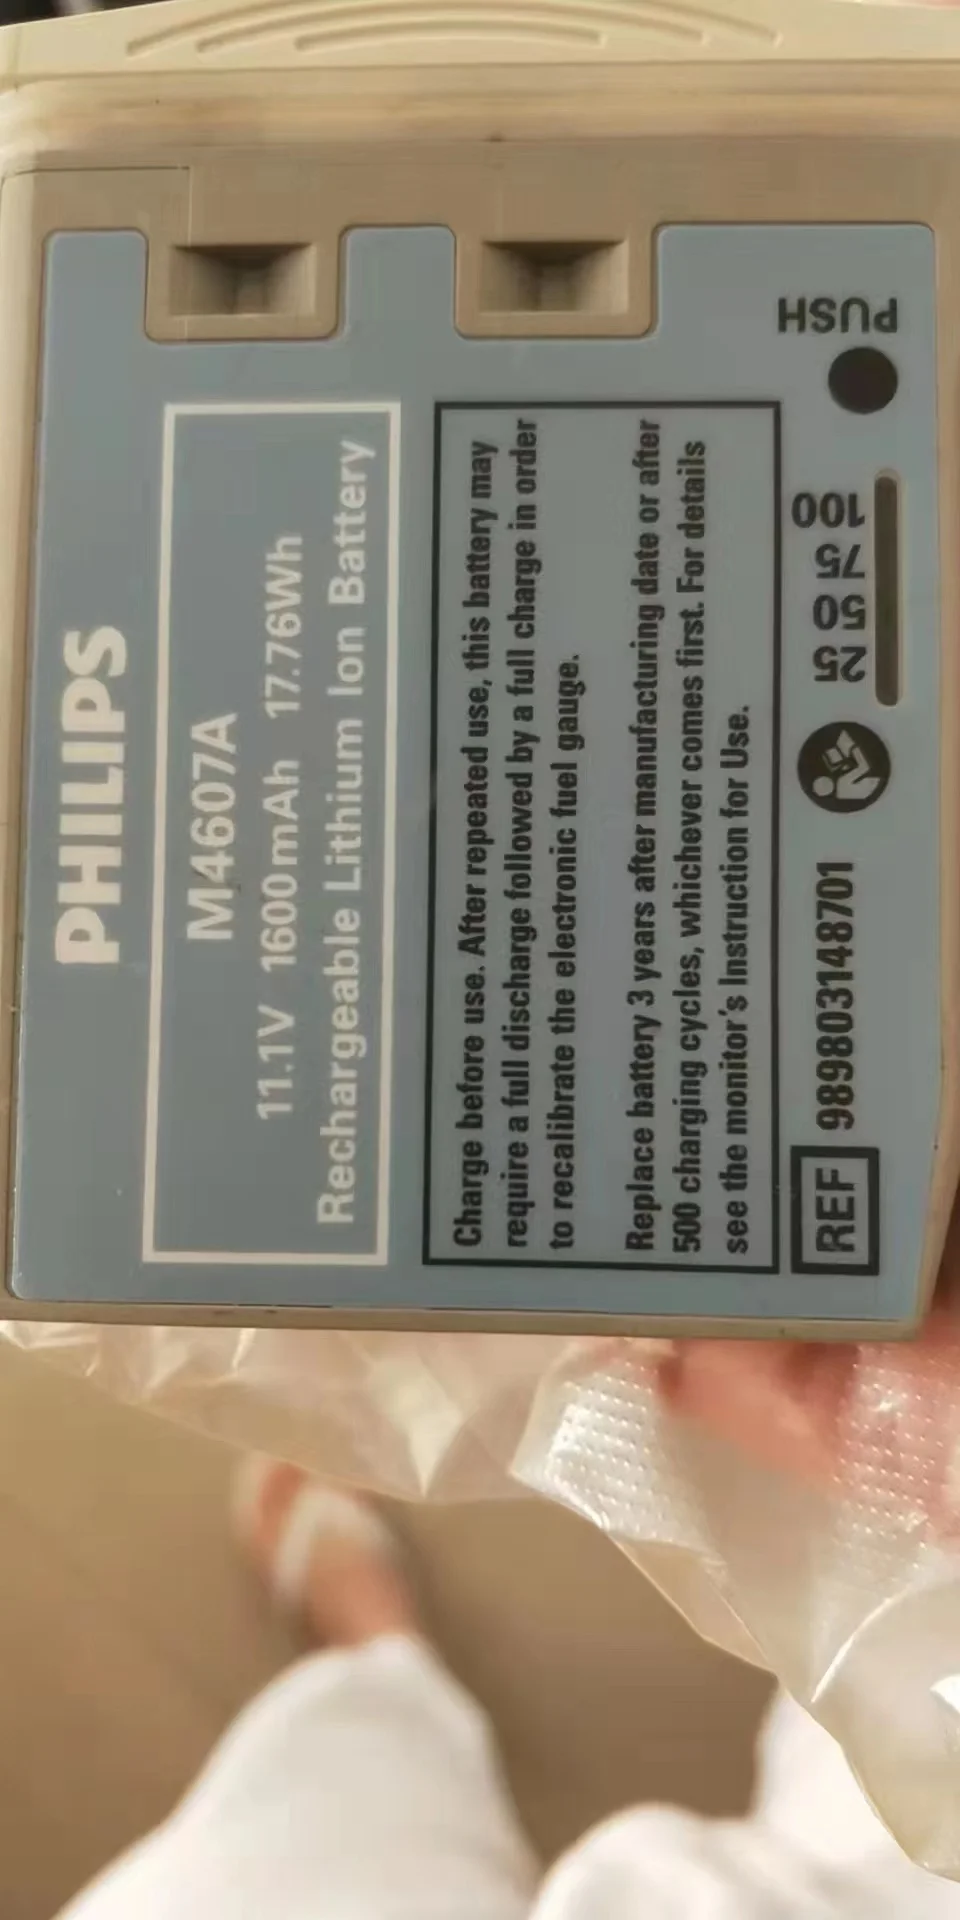 PHILIPS
M4607A
11.1V 1600mAh 17.76Wh
Rechargeable Lithium Ion Battery
Charge before use. After repeated use, this battery may
require a full discharge followed by a full charge in order
to recalibrate the electronic fuel gauge.
Replace battery 3 years after manufacturing date or after
500 charging cycles, whichever comes first. For details
see the monitor's Instruction for Use.
REF 989803148701
25 50 75 100
PUSH